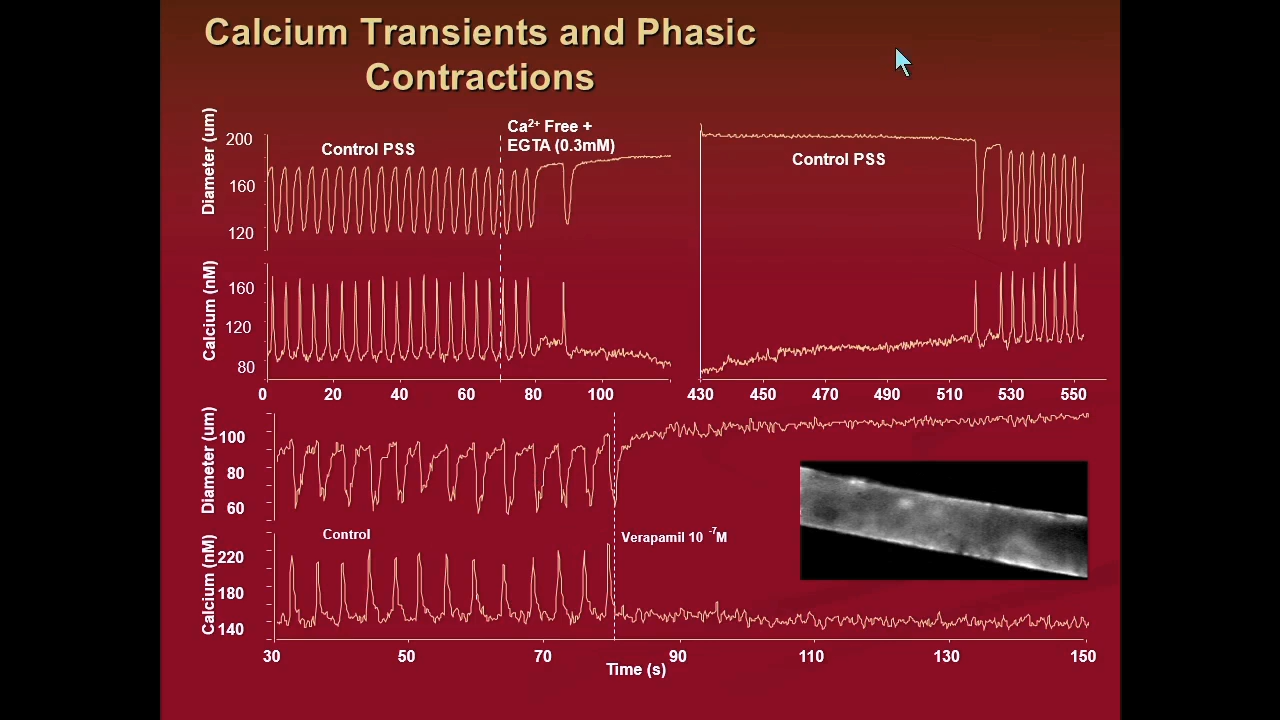 Calcium Transients and Phasic
Contractions
Diameter (um)
200
160
120
Control PSS
Ca²⁺ Free +
EGTA (0.3mM)
Control PSS
Calcium (nM)
160
120
80
0 20 40 60 80 100 430 450 470 490 510 530 550
Diameter (um)
100
80
60
Control
Verapamil 10 ⁻⁷M
Calcium (nM)
220
180
140
30 50 70 90 110 130 150
Time (s)